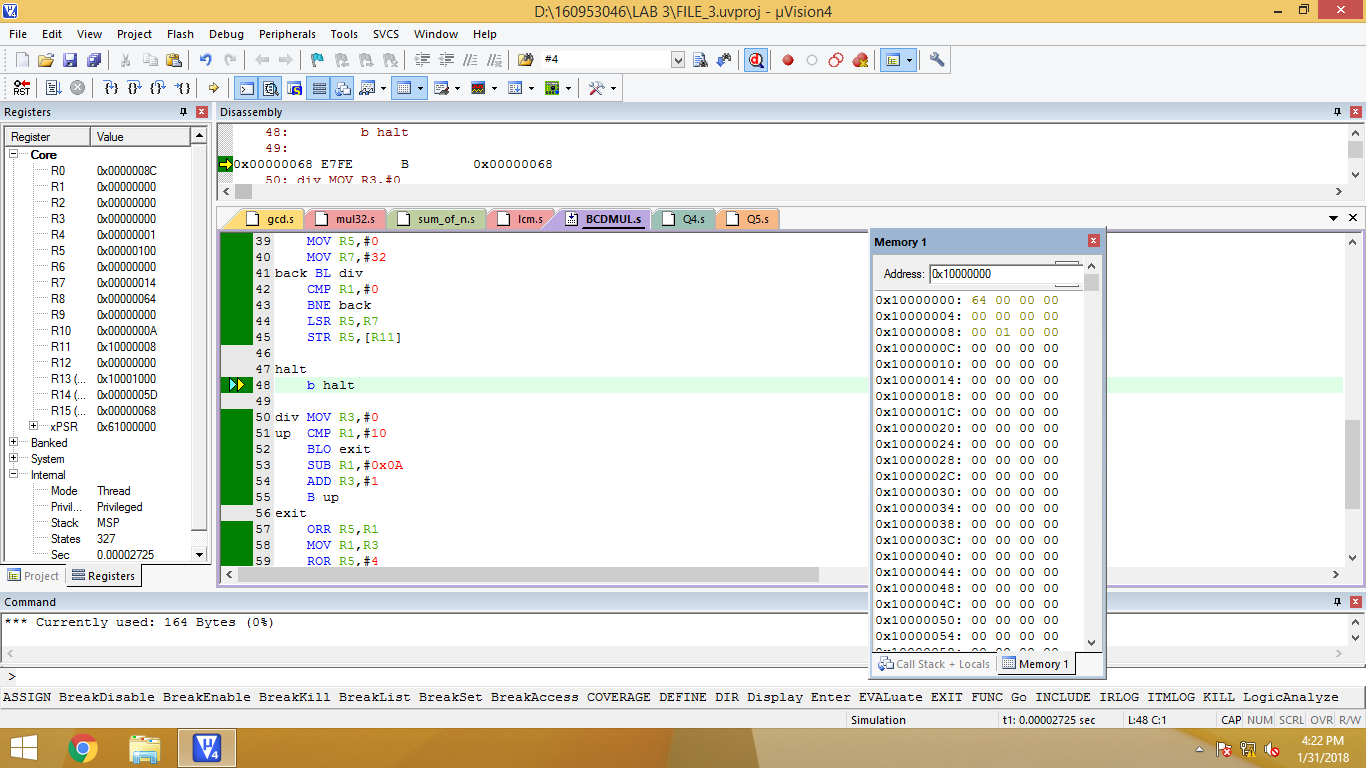 D:\160953046\LAB 3\FILE_3.uvproj - µVision4
File Edit View Project Flash Debug Peripherals Tools SVCS Window Help
#4
RST
Registers
Register Value
Core
R0 0x0000008C
R1 0x00000000
R2 0x00000000
R3 0x00000000
R4 0x00000001
R5 0x00000100
R6 0x00000000
R7 0x00000014
R8 0x00000064
R9 0x00000000
R10 0x0000000A
R11 0x10000008
R12 0x00000000
R13 (... 0x10001000
R14 (... 0x0000005D
R15 (... 0x00000068
xPSR 0x61000000
Banked
System
Internal
Mode Thread
Privil... Privileged
Stack MSP
States 327
Sec 0.00002725
Project Registers
Disassembly
48: b halt
49:
0x00000068 E7FE B 0x00000068
50: div MOV R3,#0
gcd.s mul32.s sum_of_n.s lcm.s BCDMUL.s Q4.s Q5.s
39 MOV R5,#0
40 MOV R7,#32
41 back BL div
42 CMP R1,#0
43 BNE back
44 LSR R5,R7
45 STR R5,[R11]
46
47 halt
48 b halt
49
50 div MOV R3,#0
51 up CMP R1,#10
52 BLO exit
53 SUB R1,#0x0A
54 ADD R3,#1
55 B up
56 exit
57 ORR R5,R1
58 MOV R1,R3
59 ROR R5,#4
Memory 1
Address: 0x10000000
0x10000000: 64 00 00 00
0x10000004: 00 00 00 00
0x10000008: 00 01 00 00
0x1000000C: 00 00 00 00
0x10000010: 00 00 00 00
0x10000014: 00 00 00 00
0x10000018: 00 00 00 00
0x1000001C: 00 00 00 00
0x10000020: 00 00 00 00
0x10000024: 00 00 00 00
0x10000028: 00 00 00 00
0x1000002C: 00 00 00 00
0x10000030: 00 00 00 00
0x10000034: 00 00 00 00
0x10000038: 00 00 00 00
0x1000003C: 00 00 00 00
0x10000040: 00 00 00 00
0x10000044: 00 00 00 00
0x10000048: 00 00 00 00
0x1000004C: 00 00 00 00
0x10000050: 00 00 00 00
0x10000054: 00 00 00 00
Call Stack + Locals Memory 1
Command
*** Currently used: 164 Bytes (0%)
>
ASSIGN BreakDisable BreakEnable BreakKill BreakList BreakSet BreakAccess COVERAGE DEFINE DIR Display Enter EVALuate EXIT FUNC Go INCLUDE IRLOG ITMLOG KILL LogicAnalyze
Simulation t1: 0.00002725 sec L:48 C:1 CAP NUM SCRL OVR R/W
4:22 PM
1/31/2018